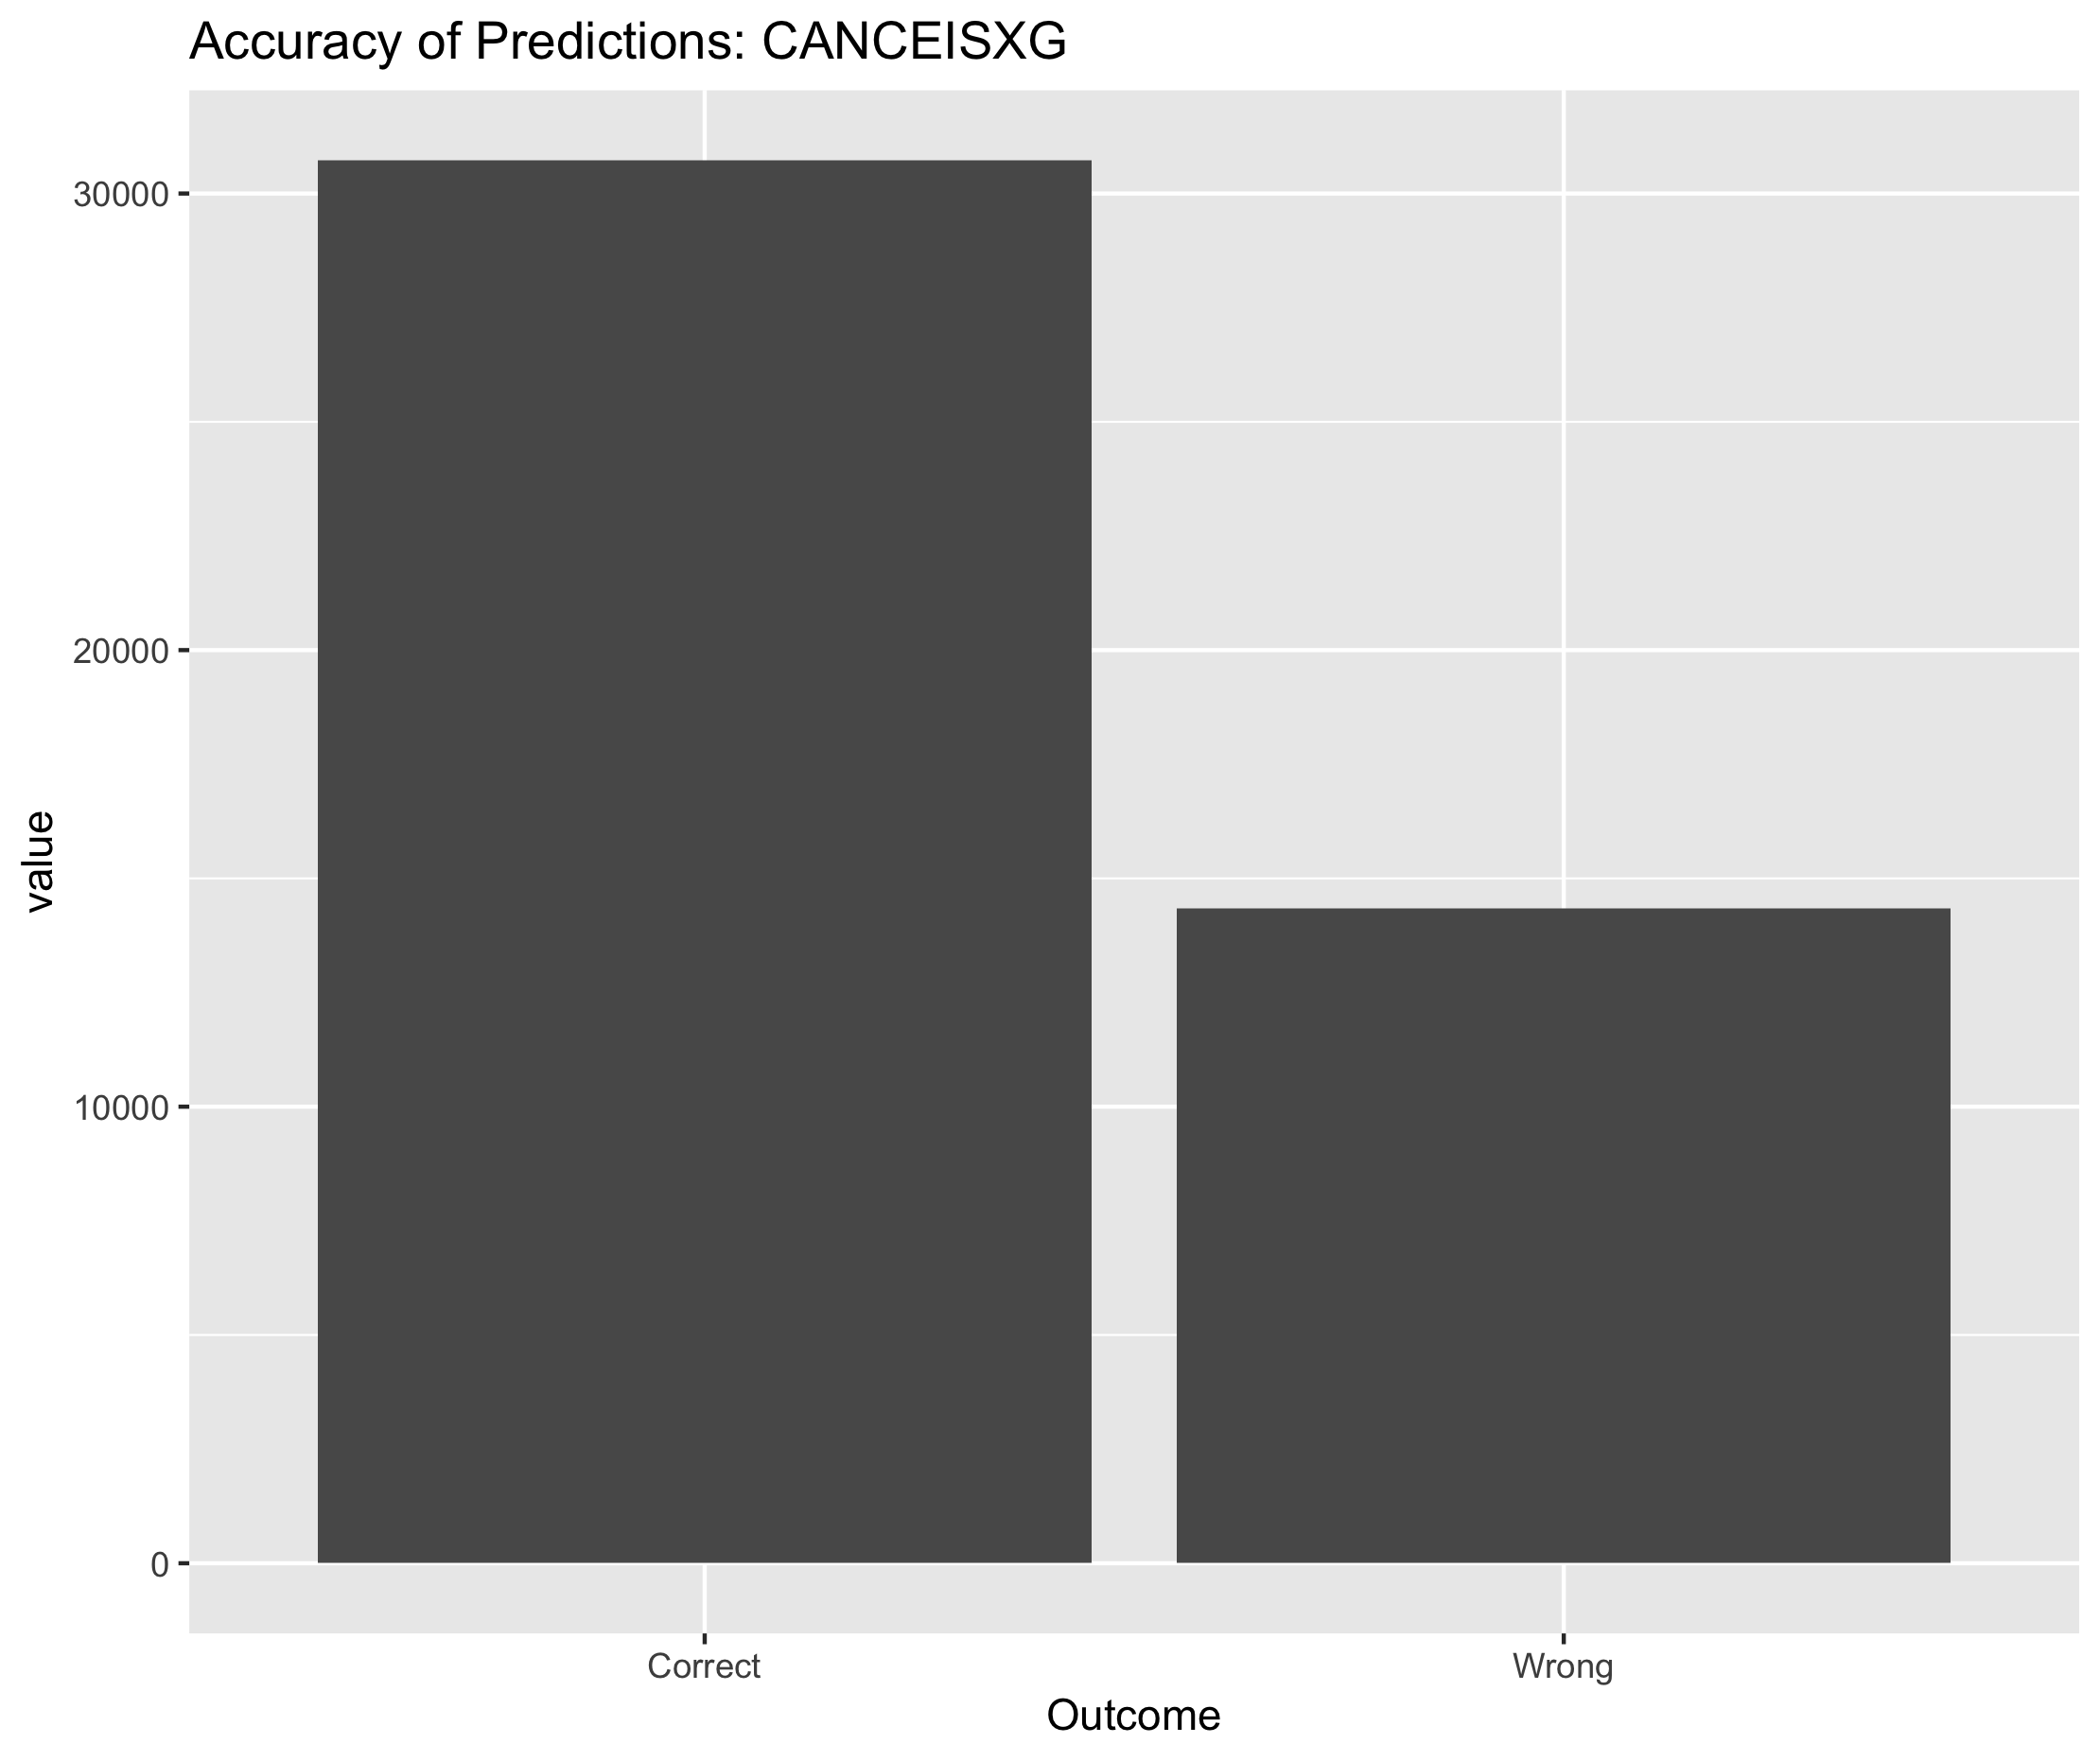 Accuracy of Predictions: CANCEISXG
30000
20000
10000
0
value
Correct
Wrong
Outcome